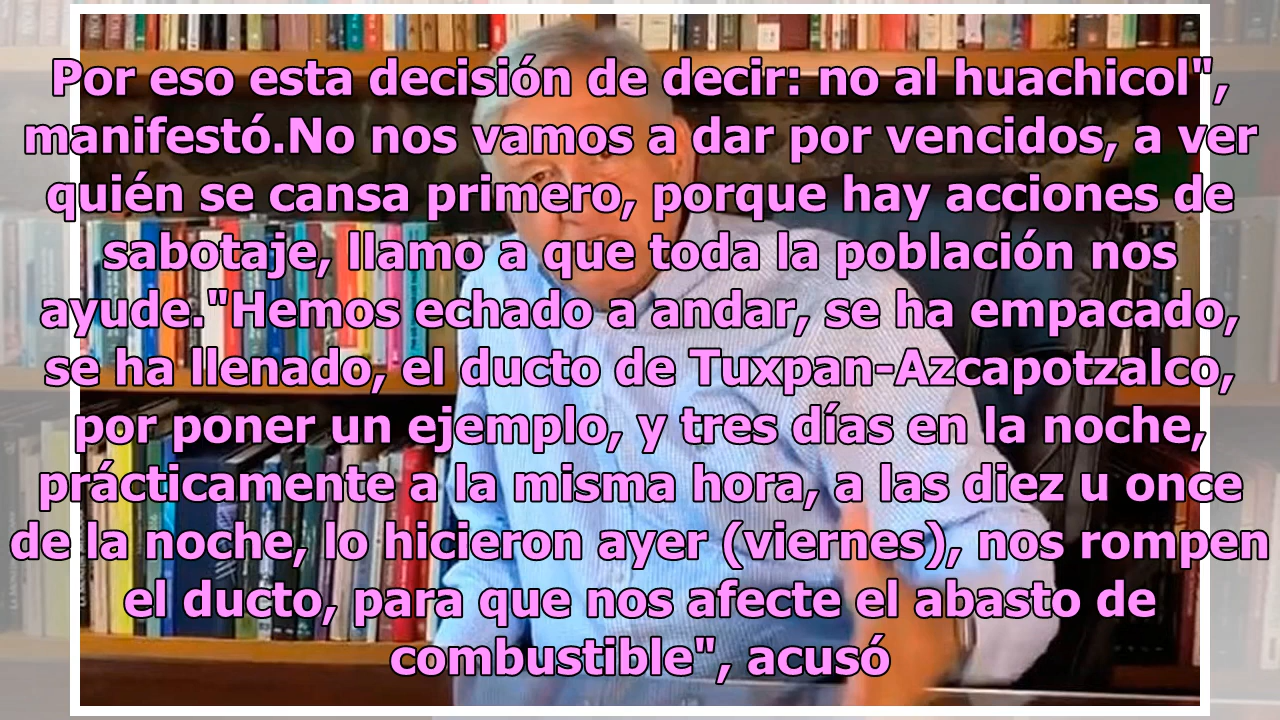 Por eso esta decisión de decir: no al huachicol",
manifestó.No nos vamos a dar por vencidos, a ver
quién se cansa primero, porque hay acciones de
sabotaje, llamo a que toda la población nos
ayude."Hemos echado a andar, se ha empacado,
se ha llenado, el ducto de Tuxpan-Azcapotzalco,
por poner un ejemplo, y tres días en la noche,
prácticamente a la misma hora, a las diez u once
de la noche, lo hicieron ayer (viernes), nos rompen
el ducto, para que nos afecte el abasto de
combustible", acusó